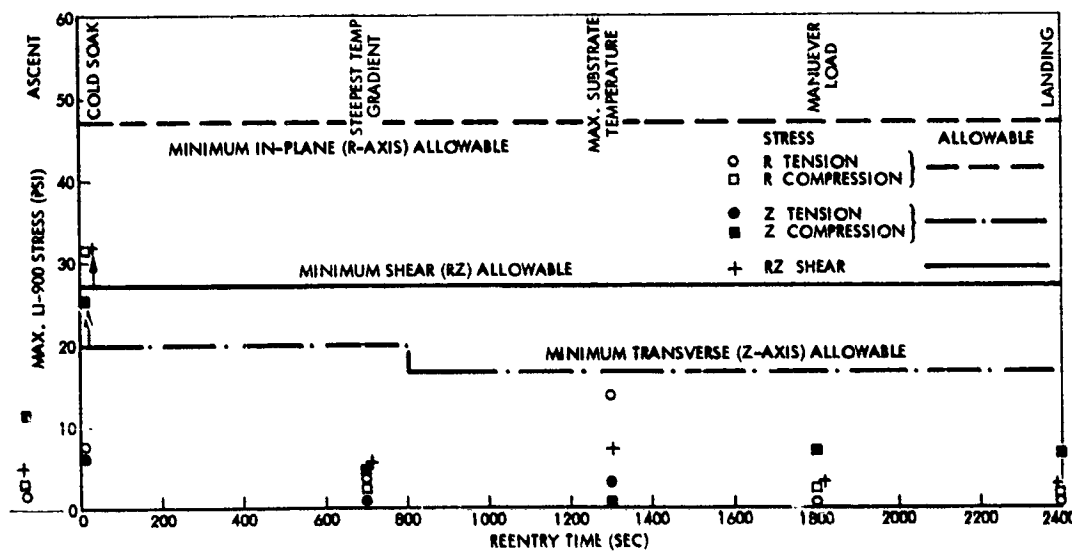 60
50
40
30
20
10
0
MAX. LI-900 STRESS (PSI)
ASCENT
COLD SOAK
STEEPEST TEMP
GRADIENT
MAX. SUBSTRATE
TEMPERATURE
MANUEVER
LOAD
LANDING
MINIMUM IN-PLANE (R-AXIS) ALLOWABLE
STRESS ALLOWABLE
R TENSION
R COMPRESSION
Z TENSION
Z COMPRESSION
RZ SHEAR
MINIMUM SHEAR (RZ) ALLOWABLE
MINIMUM TRANSVERSE (Z-AXIS) ALLOWABLE
0 200 400 600 800 1000 1200 1400 1600 1800 2000 2200 2400
REENTRY TIME (SEC)